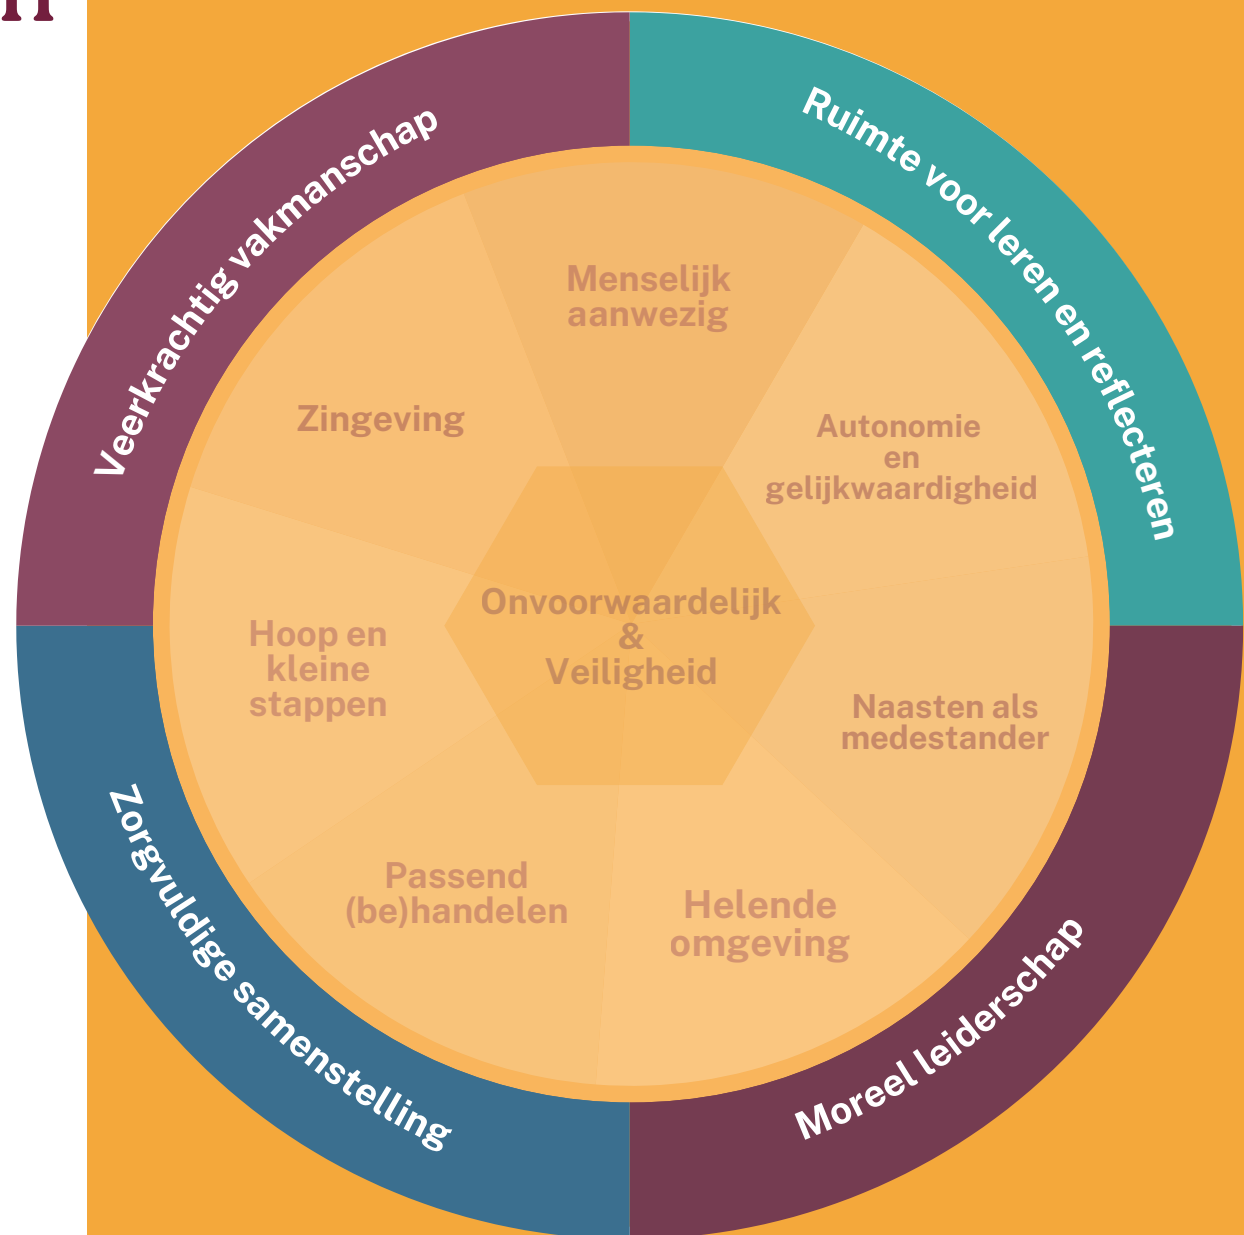 Veerkrachtig vakmanschap
Ruimte voor leren en reflecteren
Menselijk
aanwezig
Zingeving
Autonomie
en
gelijkwaardigheid
Onvoorwaardelijk
&
Veiligheid
Hoop en
kleine
stappen
Naasten als
medestander
Passend
(be)handelen
Helende
omgeving
Zorgvuldige samenstelling
Moreel leiderschap